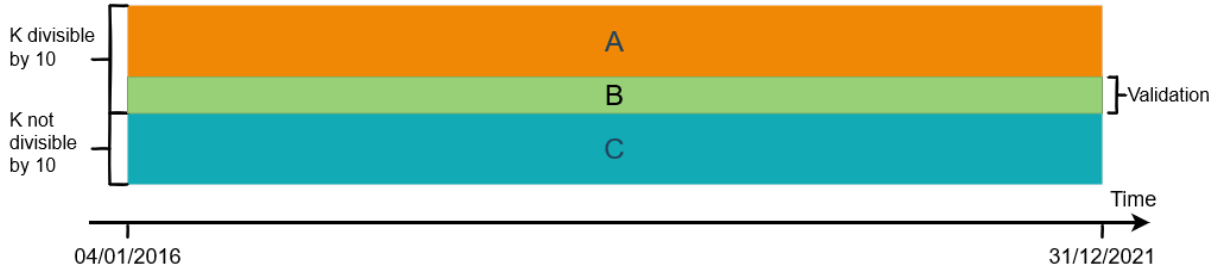 K divisible
by 10
A
B
Validation
K not
divisible
by 10
C
Time
04/01/2016
31/12/2021